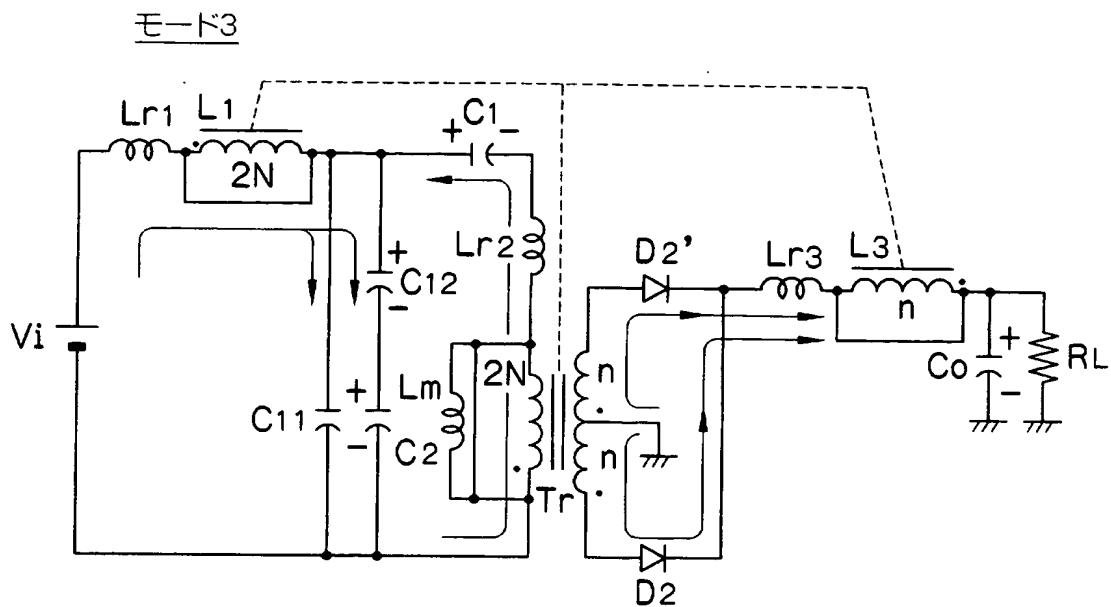 モード3
Lr1 L1 C1
+ -
2N
Lr2
+ C12 -
D2' Lr3 L3
n
Vi
Lm 2N n
C11 + C2 -
Co + - RL
n
Tr
D2